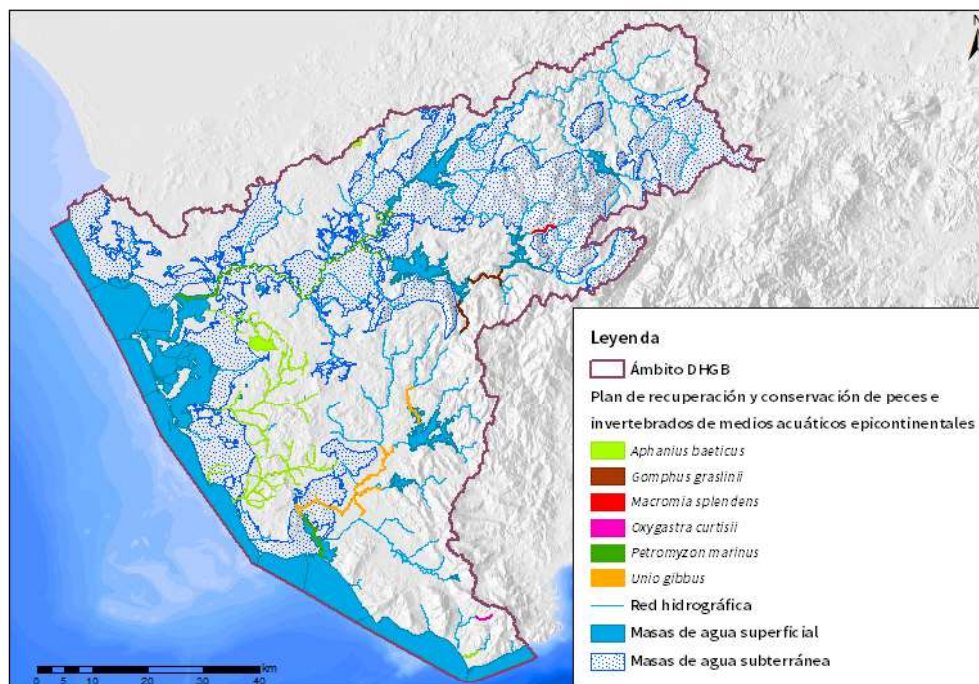 N
Leyenda
Ámbito DHGB
Plan de recuperación y conservación de peces e
invertebrados de medios acuáticos epicontinentales
Aphanius baeticus
Gomphus graslinii
Macromia splendens
Oxygastra curtisii
Petromyzon marinus
Unio gibbus
Red hidrográfica
Masas de agua superficial
Masas de agua subterránea
km
0 5 10 20 30 40